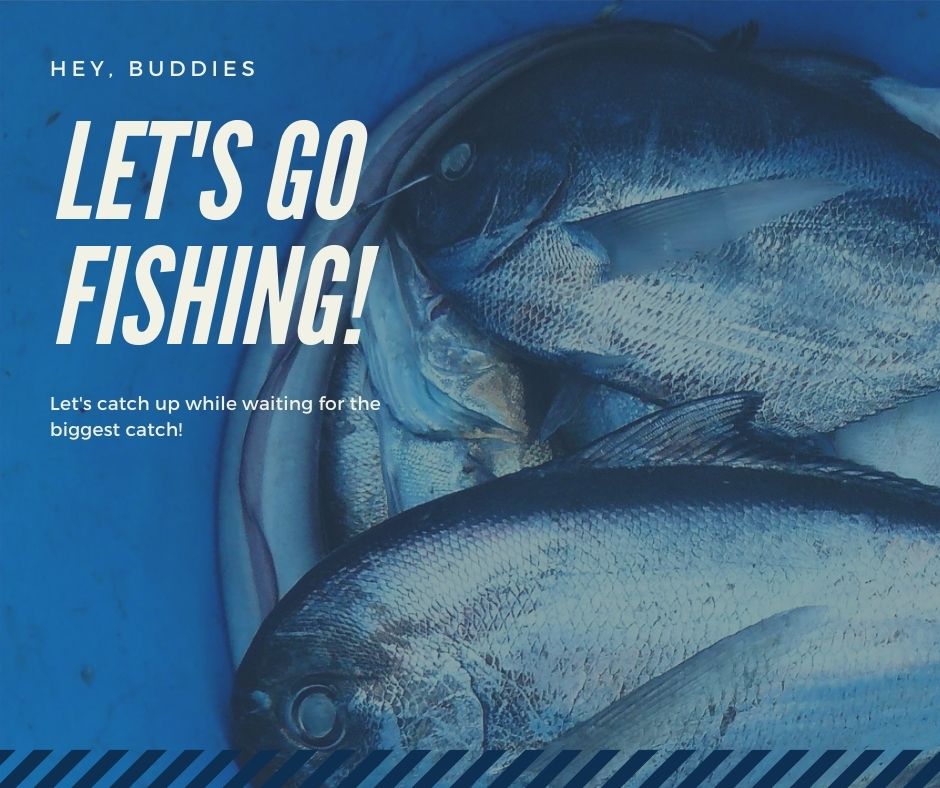 HEY, BUDDIES
LET'S GO
FISHING!
Let's catch up while waiting for the
biggest catch!